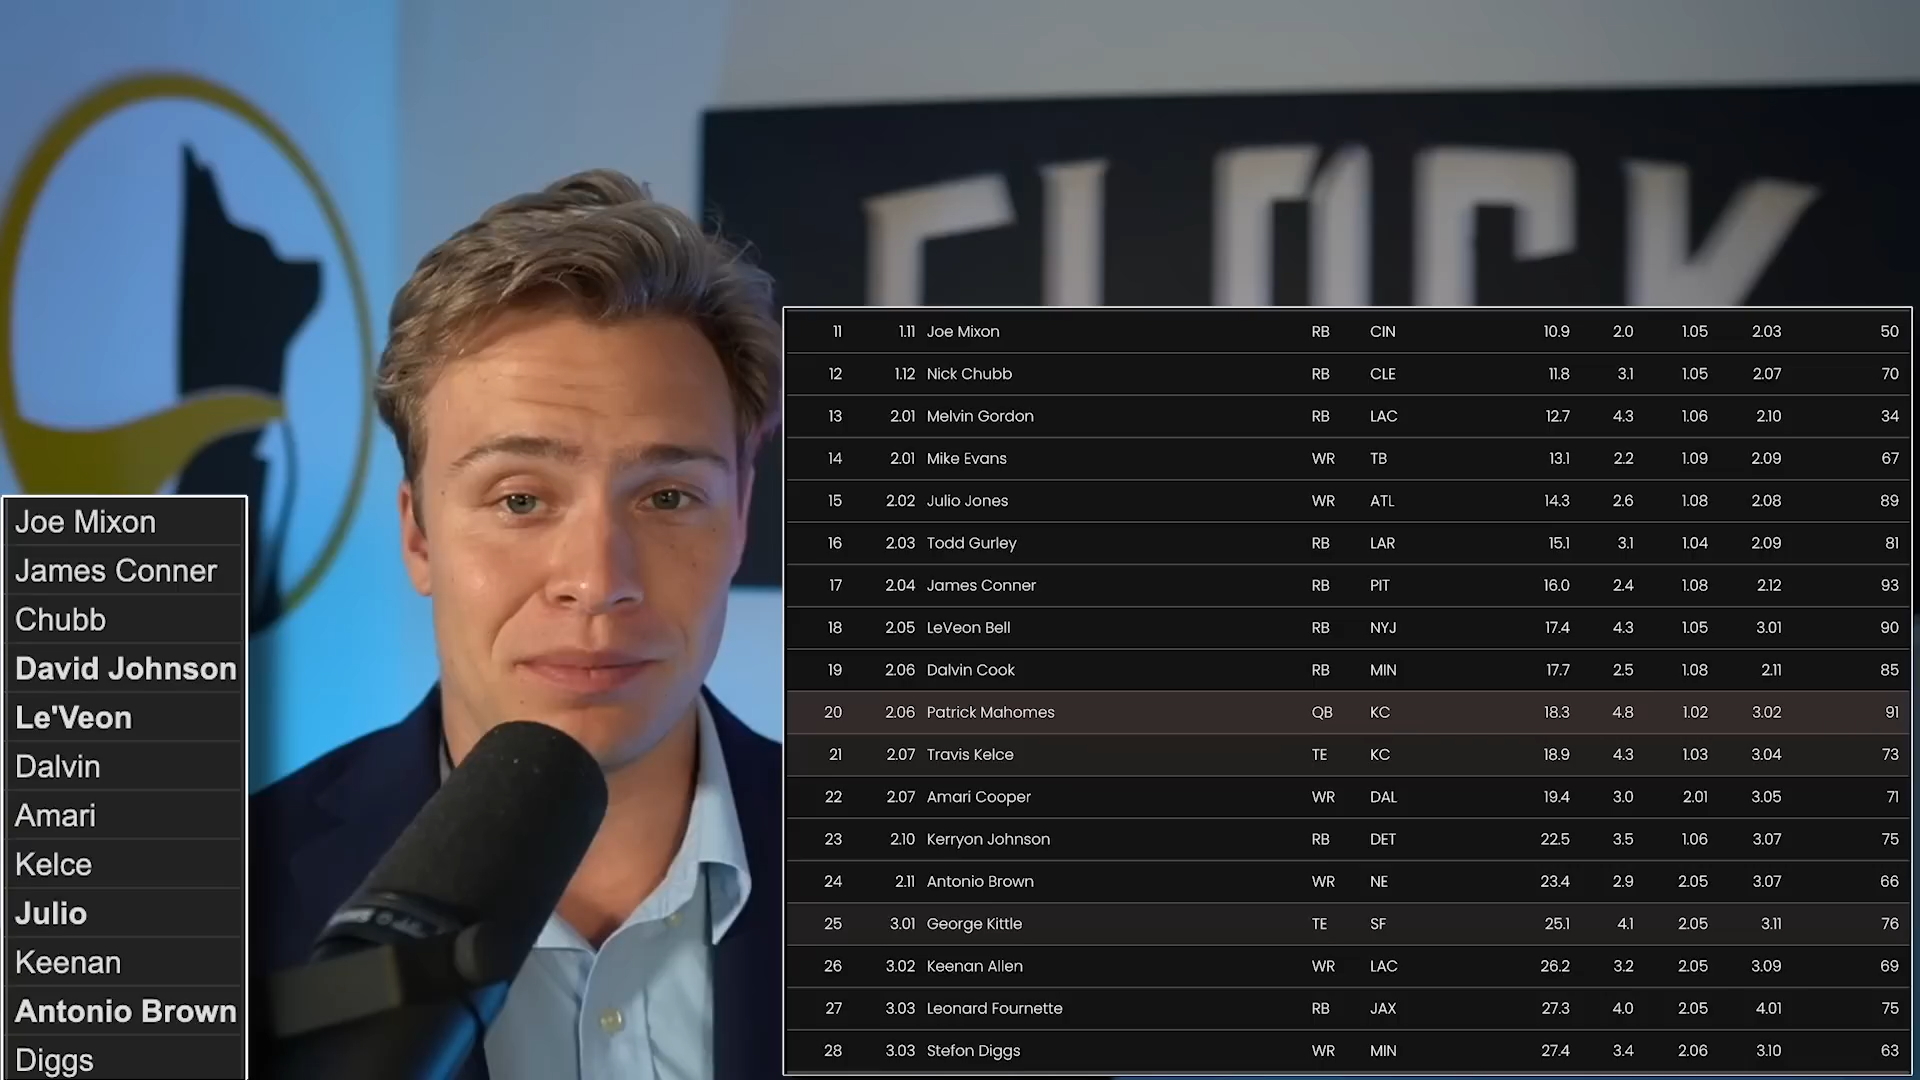 FLOCK
11 1.11 Joe Mixon RB CIN 10.9 2.0 1.05 2.03 50
12 1.12 Nick Chubb RB CLE 11.8 3.1 1.05 2.07 70
13 2.01 Melvin Gordon RB LAC 12.7 4.3 1.06 2.10 34
14 2.01 Mike Evans WR TB 13.1 2.2 1.09 2.09 67
15 2.02 Julio Jones WR ATL 14.3 2.6 1.08 2.08 89
16 2.03 Todd Gurley RB LAR 15.1 3.1 1.04 2.09 81
17 2.04 James Conner RB PIT 16.0 2.4 1.08 2.12 93
18 2.05 LeVeon Bell RB NYJ 17.4 4.3 1.05 3.01 90
19 2.06 Dalvin Cook RB MIN 17.7 2.5 1.08 2.11 85
20 2.06 Patrick Mahomes QB KC 18.3 4.8 1.02 3.02 91
21 2.07 Travis Kelce TE KC 18.9 4.3 1.03 3.04 73
22 2.07 Amari Cooper WR DAL 19.4 3.0 2.01 3.05 71
23 2.10 Kerryon Johnson RB DET 22.5 3.5 1.06 3.07 75
24 2.11 Antonio Brown WR NE 23.4 2.9 2.05 3.07 66
25 3.01 George Kittle TE SF 25.1 4.1 2.05 3.11 76
26 3.02 Keenan Allen WR LAC 26.2 3.2 2.05 3.09 69
27 3.03 Leonard Fournette RB JAX 27.3 4.0 2.05 4.01 75
28 3.03 Stefon Diggs WR MIN 27.4 3.4 2.06 3.10 63
Joe Mixon
James Conner
Chubb
David Johnson
Le'Veon
Dalvin
Amari
Kelce
Julio
Keenan
Antonio Brown
Diggs